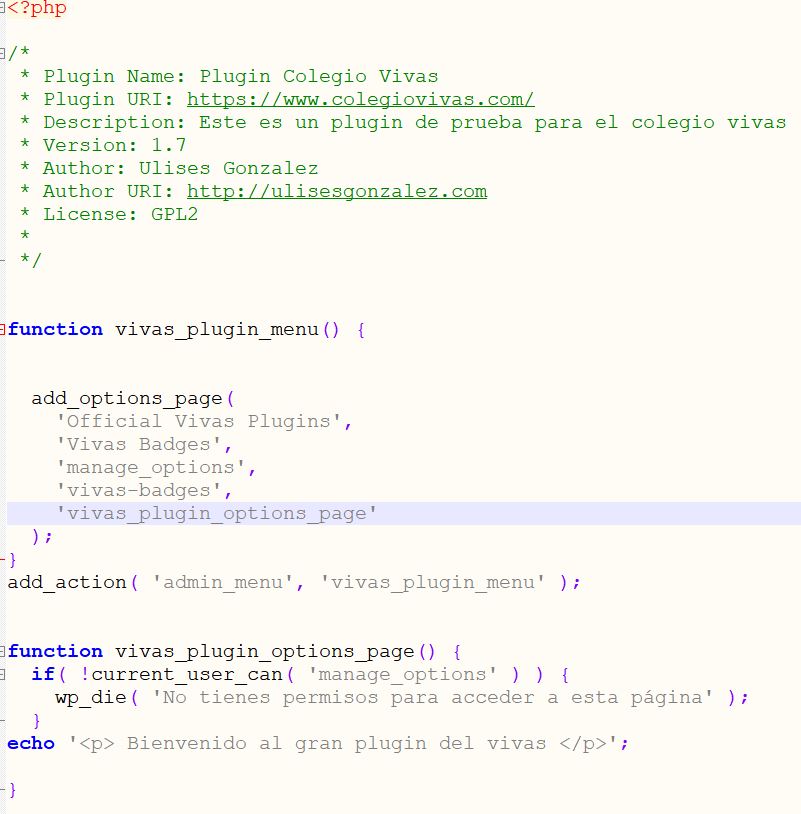 <?php
/*
* Plugin Name: Plugin Colegio Vivas
* Plugin URI: https://www.colegiovivas.com/
* Description: Este es un plugin de prueba para el colegio vivas
* Version: 1.7
* Author: Ulises Gonzalez
* Author URI: http://ulisesgonzalez.com
* License: GPL2
*
*/
function vivas_plugin_menu() {
add_options_page(
'Official Vivas Plugins',
'Vivas Badges',
'manage_options',
'vivas-badges',
'vivas_plugin_options_page'
);
}
add_action( 'admin_menu', 'vivas_plugin_menu' );
function vivas_plugin_options_page() {
if( !current_user_can( 'manage_options' ) ) {
wp_die( 'No tienes permisos para acceder a esta página' );
}
echo '<p> Bienvenido al gran plugin del vivas </p>';
}